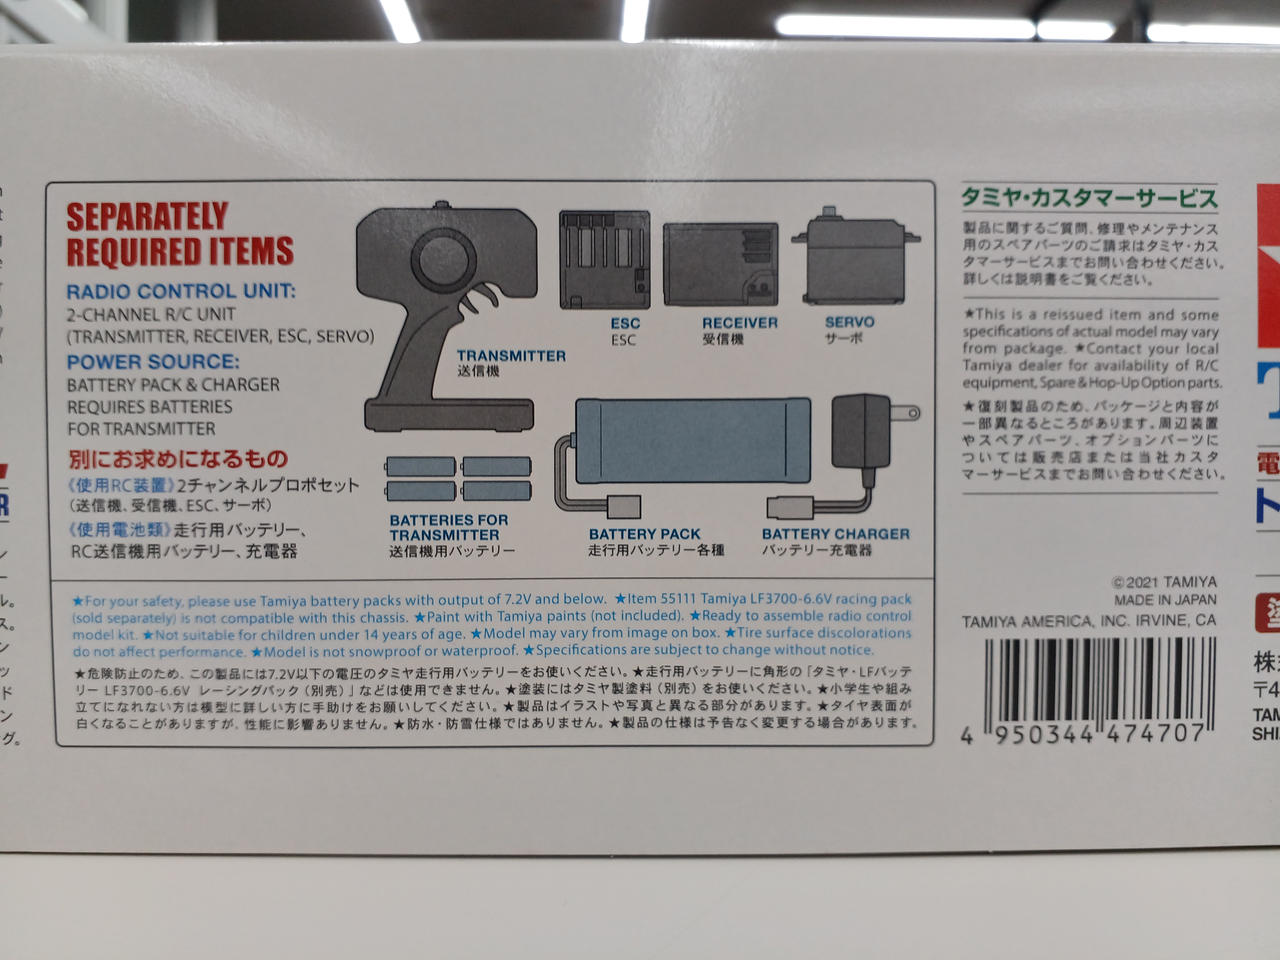 SEPARATELY
REQUIRED ITEMS
RADIO CONTROL UNIT:
2-CHANNEL R/C UNIT
(TRANSMITTER, RECEIVER, ESC, SERVO)
POWER SOURCE:
BATTERY PACK & CHARGER
REQUIRES BATTERIES
FOR TRANSMITTER
別にお求めになるもの
《使用RC装置》2チャンネルプロポセット
(送信機、受信機、ESC、サーボ)
《使用電池類》走行用バッテリー、
RC送信機用バッテリー、充電器
TRANSMITTER
送信機
ESC
ESC
RECEIVER
受信機
SERVO
サーボ
BATTERIES FOR
TRANSMITTER
送信機用バッテリー
BATTERY PACK
走行用バッテリー各種
BATTERY CHARGER
バッテリー充電器
★For your safety, please use Tamiya battery packs with output of 7.2V and below. ★Item 55111 Tamiya LF3700-6.6V racing pack
(sold separately) is not compatible with this chassis. ★Paint with Tamiya paints (not included). ★Ready to assemble radio control
model kit. ★Not suitable for children under 14 years of age. ★Model may vary from image on box. ★Tire surface discolorations
do not affect performance. ★Model is not snowproof or waterproof. ★Specifications are subject to change without notice.
★危険防止のため、この製品には7.2V以下の電圧のタミヤ走行用バッテリーをお使いください。★走行用バッテリーに角形の「タミヤ・LFバッテ
リー LF3700-6.6V レーシングパック(別売)」などは使用できません。★塗装にはタミヤ製塗料(別売)をお使いください。★小学生や組み
立てになれない方は模型に詳しい方に手助けをお願いしてください。★製品はイラストや写真と異なる部分があります。★タイヤ表面が
白くなることがありますが、性能に影響ありません。★防水・防雪仕様ではありません。★製品の仕様は予告なく変更する場合があります。
タミヤ・カスタマーサービス
製品に関するご質問、修理やメンテナンス
用のスペアパーツのご請求はタミヤ・カス
タマーサービスまでお問い合わせください。
詳しくは説明書をご覧ください。
★This is a reissued item and some
specifications of actual model may vary
from package. ★Contact your local
Tamiya dealer for availability of R/C
equipment, Spare & Hop-Up Option parts.
★復刻製品のため、パッケージと内容が
一部異なるところがあります。周辺装置
やスペアパーツ、オプションパーツに
ついては販売店または当社カスタ
マーサービスまでお問い合わせください。
©2021 TAMIYA
MADE IN JAPAN
TAMIYA AMERICA, INC. IRVINE, CA
4 950344 474707